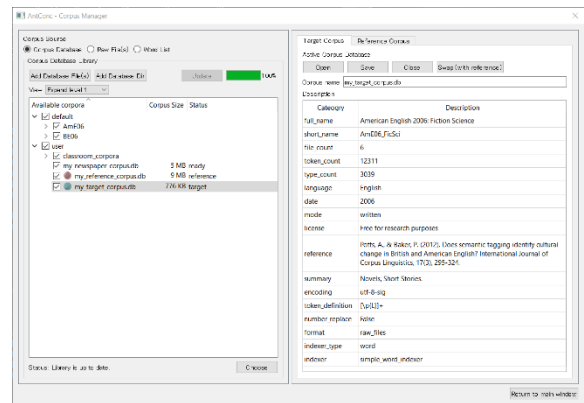 AntConc - Corpus Manager
Corpus Source
Corpus Database Raw File(s) Word List
Corpus Database Library
Add Database File(s) Add Database Dir Update 100%
View Expand level 1
Available corpora Corpus Size Status
default
AmE06
BE06
user
classroom_corpora
my_newspaper_corpus.db 5 MB ready
my_reference_corpus.db 9 MB reference
my_target_corpus.db 776 KB target
Status: Library is up to date.
Choose
Target Corpus Reference Corpus
Active Corpus Database
Open Save Close Swap (with reference)
Corpus name my_target_corpus.db
Description
Category Description
full_name American English 2006: Fiction Science
short_name AmE06_FicSci
file_count 6
token_count 12311
type_count 3039
language English
date 2006
mode written
license Free for research purposes
reference Potts, A., & Baker, P. (2012). Does semantic tagging identify cultural
change in British and American English? International Journal of
Corpus Linguistics, 17(3), 295-324.
summary Novels, Short Stories.
encoding utf-8-sig
token_definition [\p{L}]+
number_replace False
format raw_files
indexer_type word
indexer simple_word_indexer
Return to main window